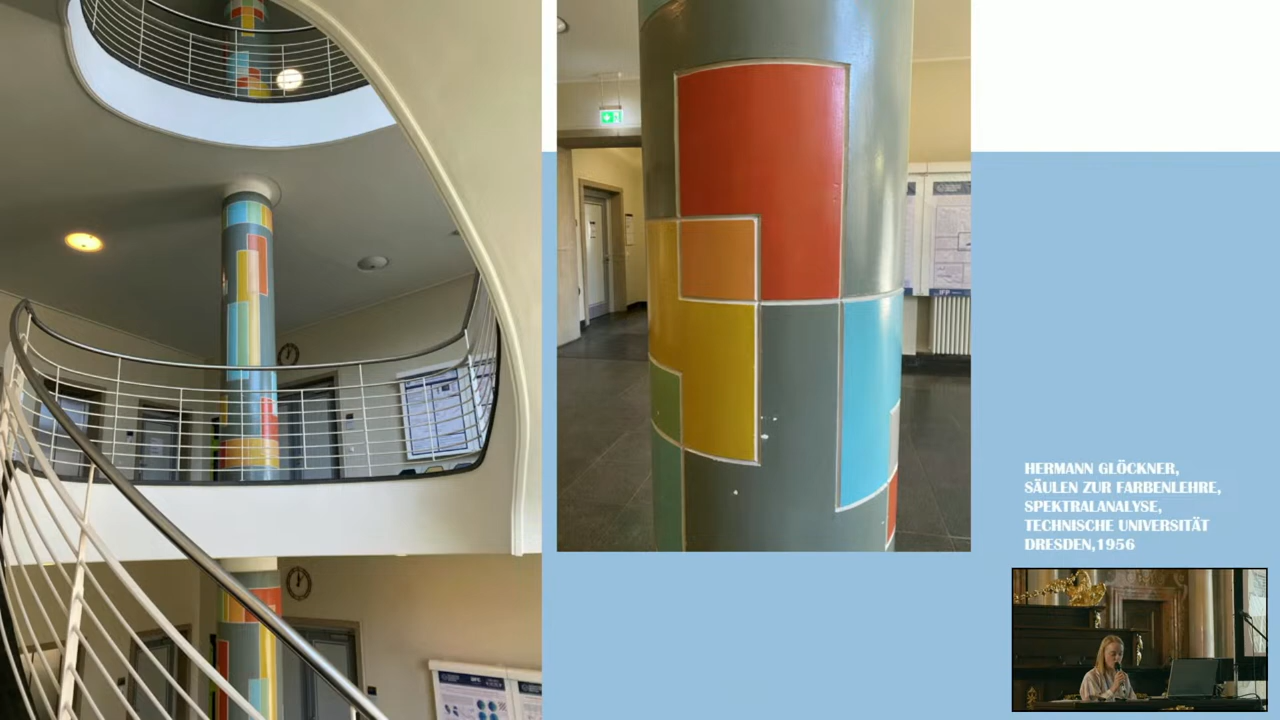 HERMANN GLÖCKNER,
SÄULEN ZUR FARBENLEHRE,
SPEKTRALANALYSE,
TECHNISCHE UNIVERSITÄT
DRESDEN,1956